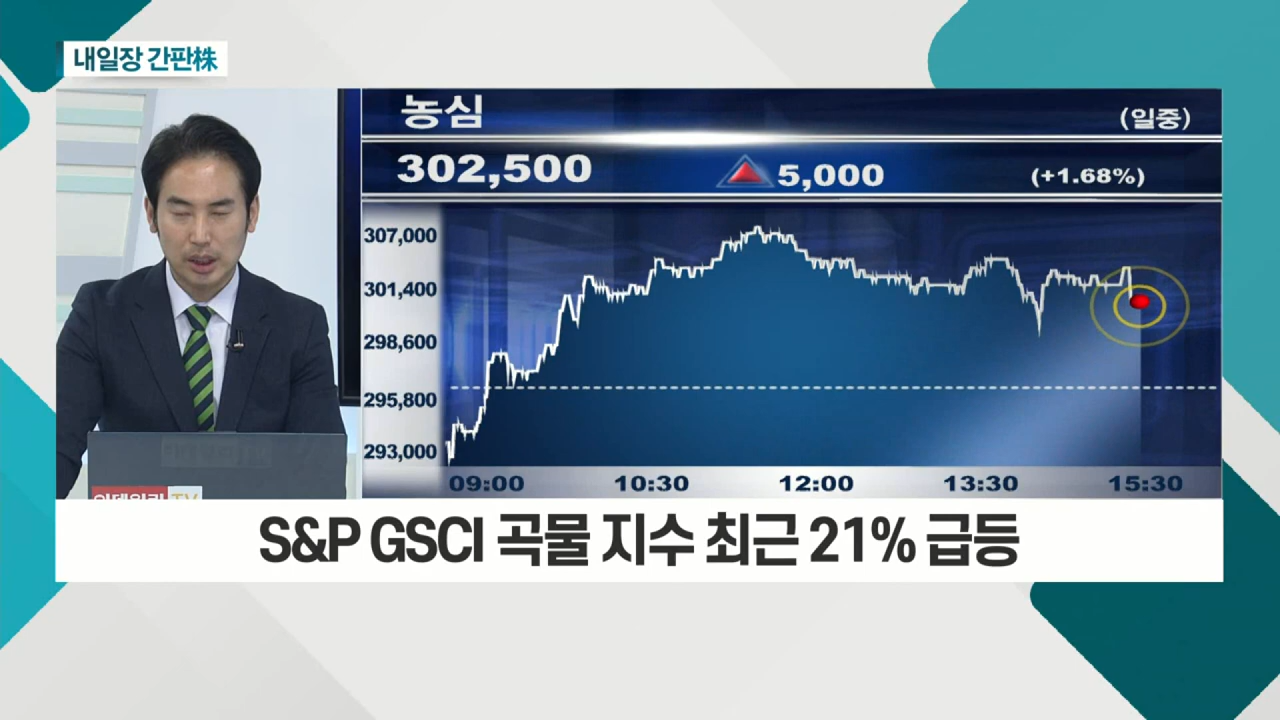 내일장 간판株
농심
(일중)
302,500
5,000
(+1.68%)
307,000
301,400
298,600
295,800
293,000
09:00
10:30
12:00
13:30
15:30
TV
S&P GSCI 곡물 지수 최근 21% 급등